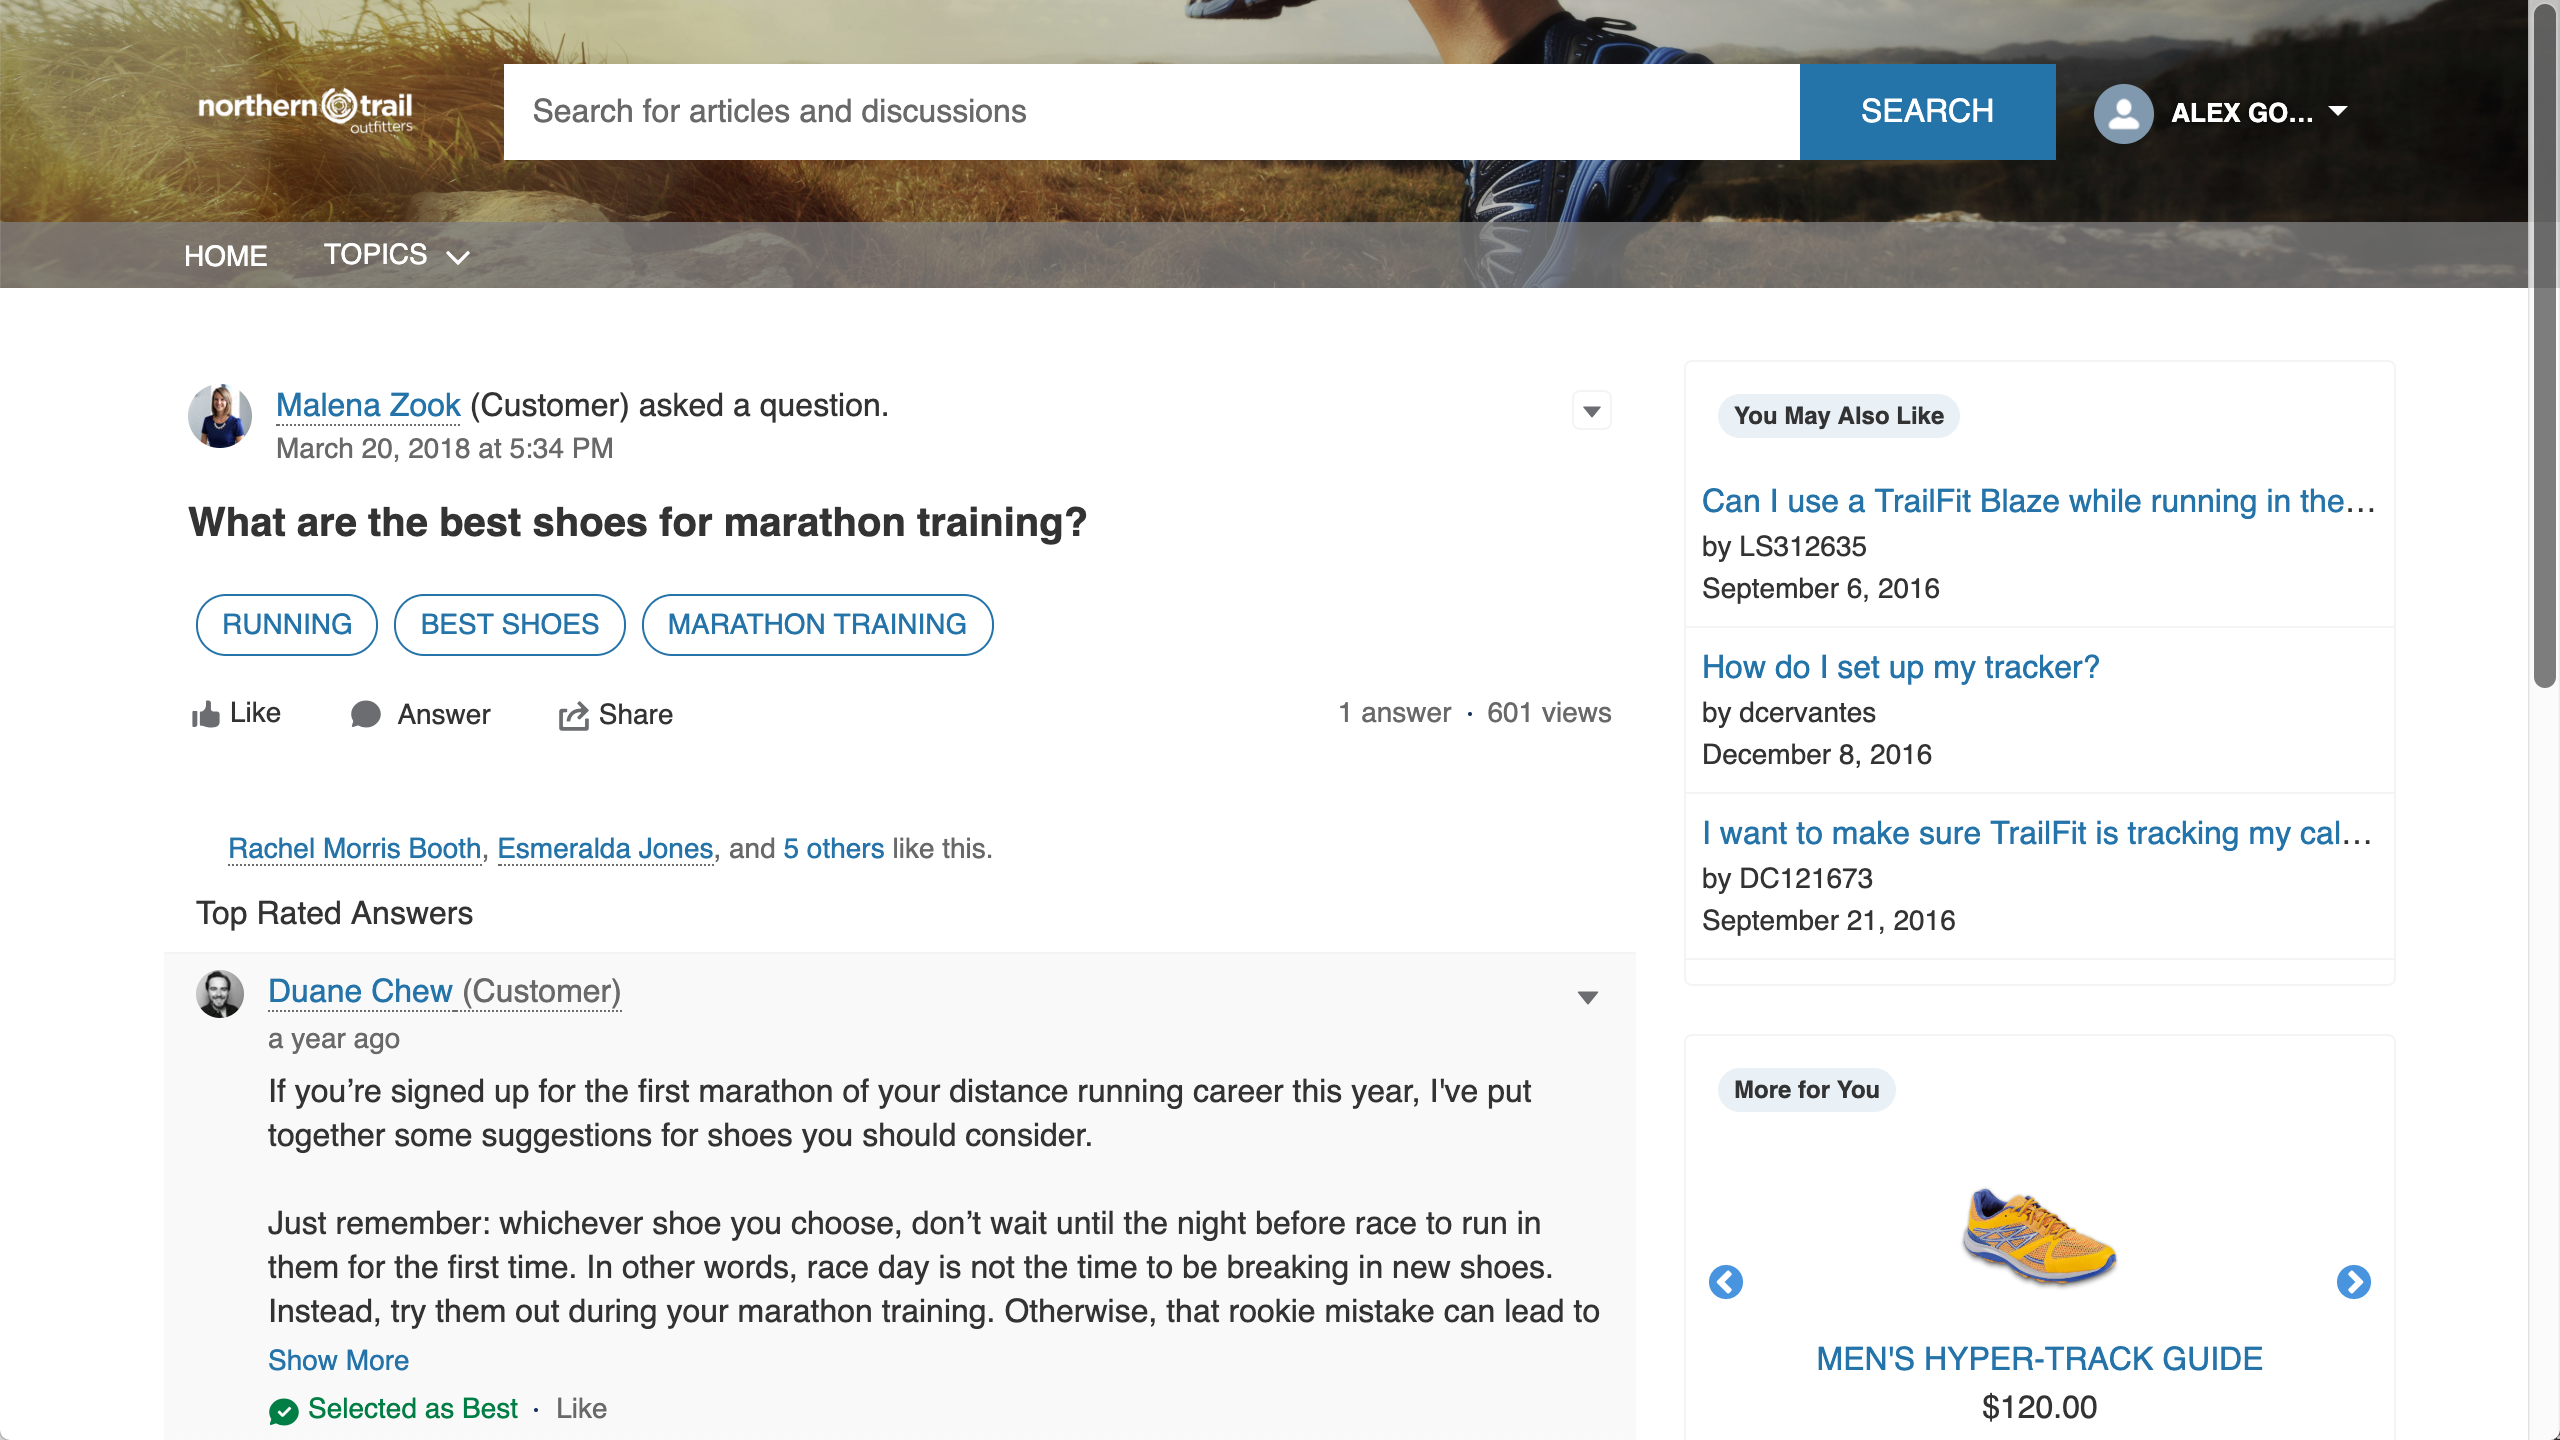 northern trail
outfitters
Search for articles and discussions
SEARCH
ALEX GO...
HOME
TOPICS
Malena Zook (Customer) asked a question.
March 20, 2018 at 5:34 PM
What are the best shoes for marathon training?
RUNNING
BEST SHOES
MARATHON TRAINING
Like
Answer
Share
1 answer · 601 views
Rachel Morris Booth, Esmeralda Jones, and 5 others like this.
Top Rated Answers
Duane Chew (Customer)
a year ago
If you’re signed up for the first marathon of your distance running career this year, I've put
together some suggestions for shoes you should consider.
Just remember: whichever shoe you choose, don’t wait until the night before race to run in
them for the first time. In other words, race day is not the time to be breaking in new shoes.
Instead, try them out during your marathon training. Otherwise, that rookie mistake can lead to
Show More
Selected as Best · Like
You May Also Like
Can I use a TrailFit Blaze while running in the...
by LS312635
September 6, 2016
How do I set up my tracker?
by dcervantes
December 8, 2016
I want to make sure TrailFit is tracking my cal...
by DC121673
September 21, 2016
More for You
MEN'S HYPER-TRACK GUIDE
$120.00